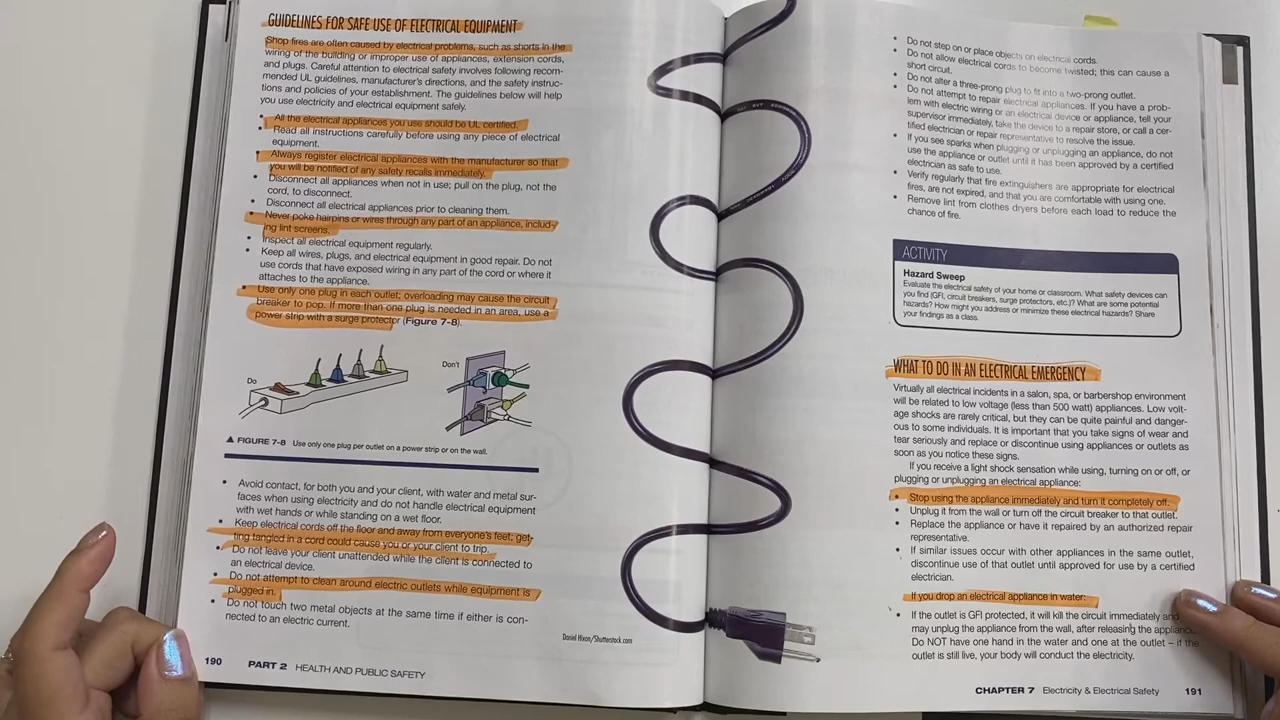 GUIDELINES FOR SAFE USE OF ELECTRICAL EQUIPMENT
Shop fires are often caused by electrical problems, such as shorts in the
wiring of the building or improper use of appliances, extension cords,
and plugs. Careful attention to electrical safety involves following recom-
mended UL guidelines, manufacturer's directions, and the safety instruc-
tions and policies of your establishment. The guidelines below will help
you use electricity and electrical equipment safely.
• All the electrical appliances you use should be UL certified.
• Read all instructions carefully before using any piece of electrical
equipment.
• Always register electrical appliances with the manufacturer so that
you will be notified of any safety recalls immediately.
• Disconnect all appliances when not in use; pull on the plug, not the
cord, to disconnect.
• Disconnect all electrical appliances prior to cleaning them.
• Never poke hairpins or wires through any part of an appliance, includ-
ing lint screens.
• Inspect all electrical equipment regularly.
• Keep all wires, plugs, and electrical equipment in good repair. Do not
use cords that have exposed wiring in any part of the cord or where it
attaches to the appliance.
• Use only one plug in each outlet; overloading may cause the circuit
breaker to pop. If more than one plug is needed in an area, use a
power strip with a surge protector (Figure 7-8).
Do
Don't
▲ FIGURE 7-8 Use only one plug per outlet on a power strip or on the wall.
• Avoid contact, for both you and your client, with water and metal sur-
faces when using electricity and do not handle electrical equipment
with wet hands or while standing on a wet floor.
• Keep electrical cords off the floor and away from everyone's feet; get-
ting tangled in a cord could cause you or your client to trip.
• Do not leave your client unattended while the client is connected to
an electrical device.
• Do not attempt to clean around electric outlets while equipment is
plugged in.
• Do not touch two metal objects at the same time if either is con-
nected to an electric current.
Daniel Hixon/Shutterstock.com
190 PART 2 HEALTH AND PUBLIC SAFETY
• Do not step on or place objects on electrical cords.
• Do not allow electrical cords to become twisted; this can cause a
short circuit.
• Do not alter a three-prong plug to fit into a two-prong outlet.
• Do not attempt to repair electrical appliances. If you have a prob-
lem with electric wiring or an electrical device or appliance, tell your
supervisor immediately, take the device to a repair store, or call a cer-
tified electrician or repair representative to resolve the issue.
• If you see sparks when plugging or unplugging an appliance, do not
use the appliance or outlet until it has been approved by a certified
electrician as safe to use.
• Verify regularly that fire extinguishers are appropriate for electrical
fires, are not expired, and that you are comfortable with using one.
• Remove lint from clothes dryers before each load to reduce the
chance of fire.
ACTIVITY
Hazard Sweep
Evaluate the electrical safety of your home or classroom. What safety devices can
you find (GFI, circuit breakers, surge protectors, etc.)? What are some potential
hazards? How might you address or minimize these electrical hazards? Share
your findings as a class.
WHAT TO DO IN AN ELECTRICAL EMERGENCY
Virtually all electrical incidents in a salon, spa, or barbershop environment
will be related to low voltage (less than 500 watt) appliances. Low volt-
age shocks are rarely critical, but they can be quite painful and danger-
ous to some individuals. It is important that you take signs of wear and
tear seriously and replace or discontinue using appliances or outlets as
soon as you notice these signs.
If you receive a light shock sensation while using, turning on or off, or
plugging or unplugging an electrical appliance:
• Stop using the appliance immediately and turn it completely off.
• Unplug it from the wall or turn off the circuit breaker to that outlet.
• Replace the appliance or have it repaired by an authorized repair
representative.
• If similar issues occur with other appliances in the same outlet,
discontinue use of that outlet until approved for use by a certified
electrician.
If you drop an electrical appliance in water:
• If the outlet is GFI protected, it will kill the circuit immediately and
may unplug the appliance from the wall, after releasing the appliance.
Do NOT have one hand in the water and one at the outlet – if the
outlet is still live, your body will conduct the electricity.
CHAPTER 7 Electricity & Electrical Safety 191